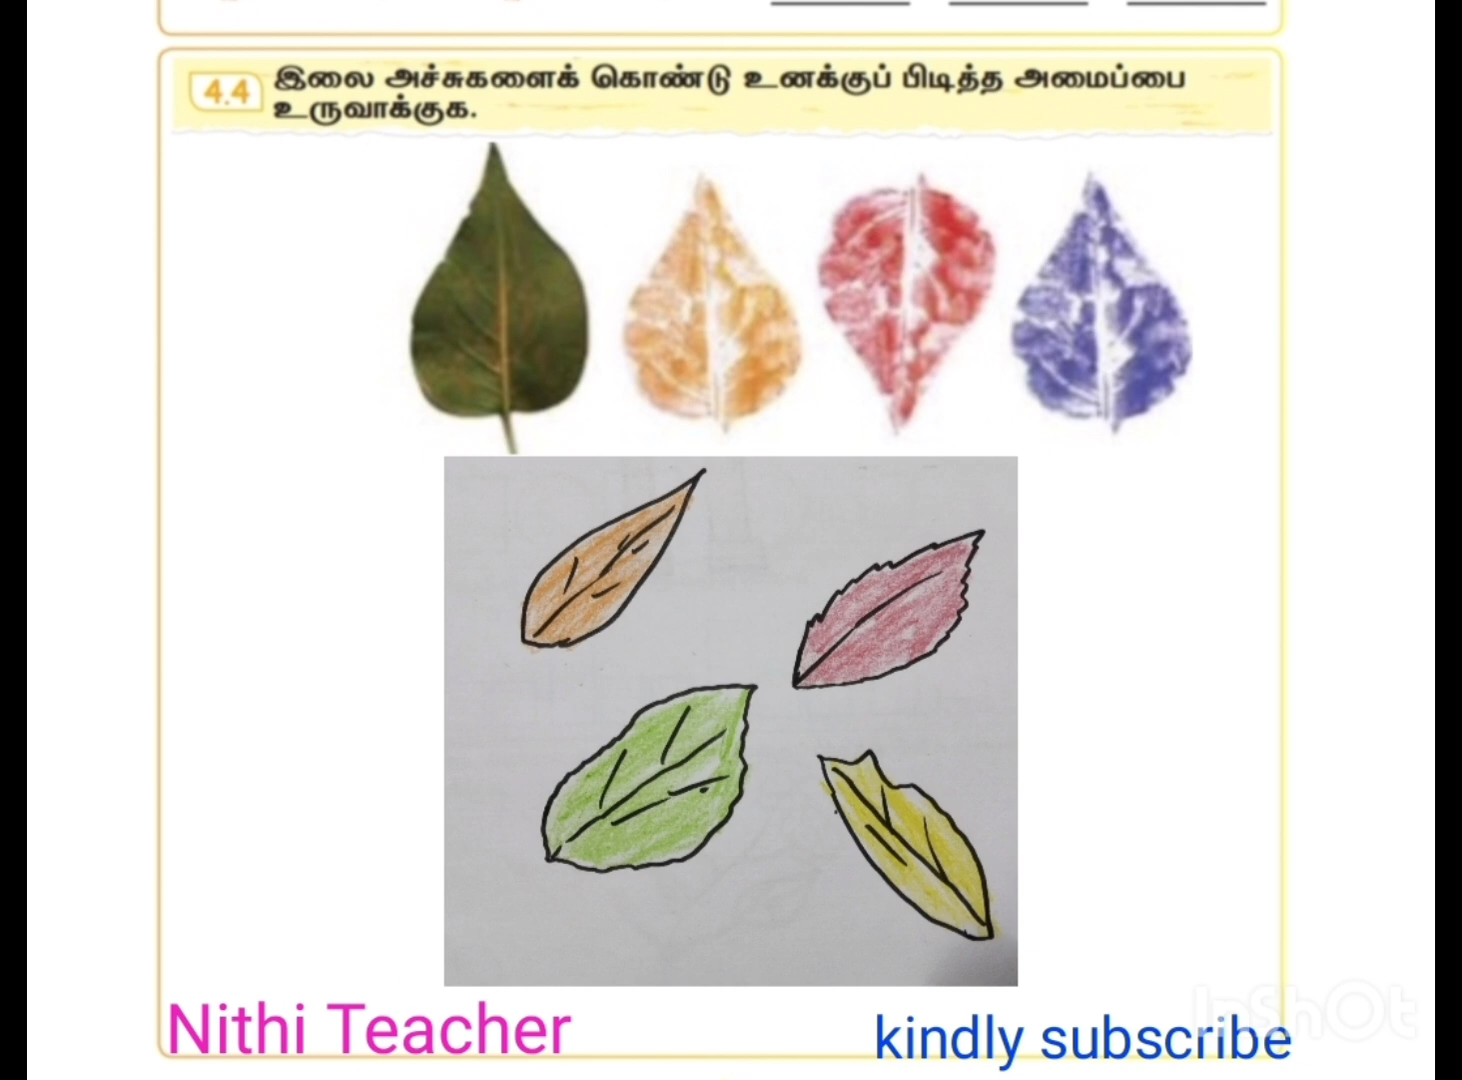 4.4 இலை அச்சுகளைக் கொண்டு உனக்குப் பிடித்த அமைப்பை
உருவாக்குக.
Nithi Teacher
kindly subscribe
InShOt